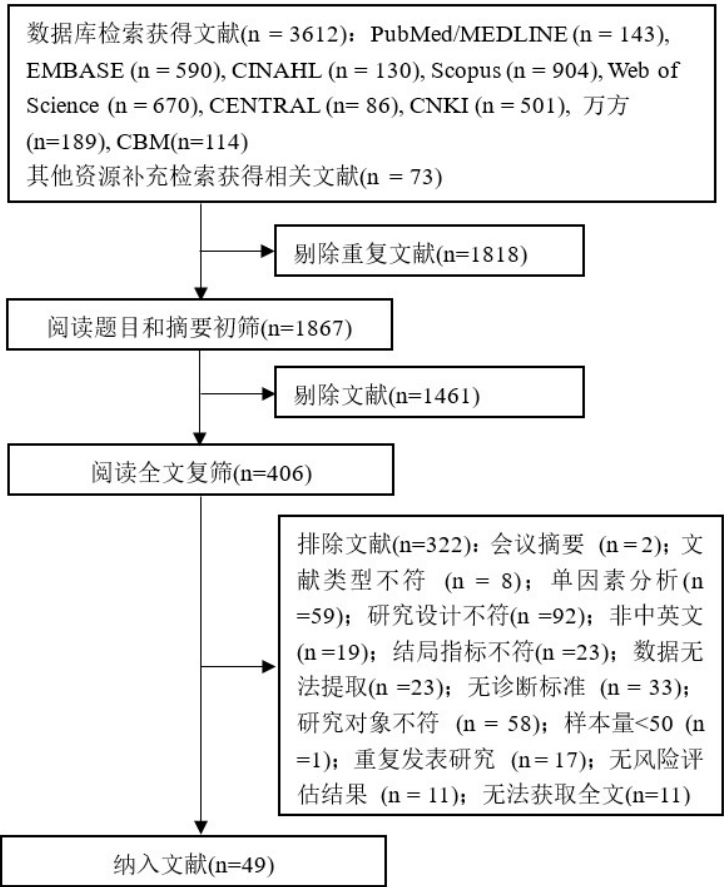 数据库检索获得文献(n = 3612)：PubMed/MEDLINE (n = 143),
EMBASE (n = 590), CINAHL (n = 130), Scopus (n = 904), Web of
Science (n = 670), CENTRAL (n= 86), CNKI (n = 501), 万方
(n=189), CBM(n=114)
其他资源补充检索获得相关文献(n = 73)
剔除重复文献(n=1818)
阅读题目和摘要初筛(n=1867)
剔除文献(n=1461)
阅读全文复筛(n=406)
排除文献(n=322)：会议摘要 (n = 2)；文
献类型不符 (n = 8)；单因素分析(n
=59)；研究设计不符(n =92)；非中英文
(n =19)；结局指标不符(n =23)；数据无
法提取(n =23)；无诊断标准 (n = 33)；
研究对象不符 (n = 58)；样本量<50 (n
=1)；重复发表研究 (n = 17)；无风险评
估结果 (n = 11)；无法获取全文(n=11)
纳入文献(n=49)